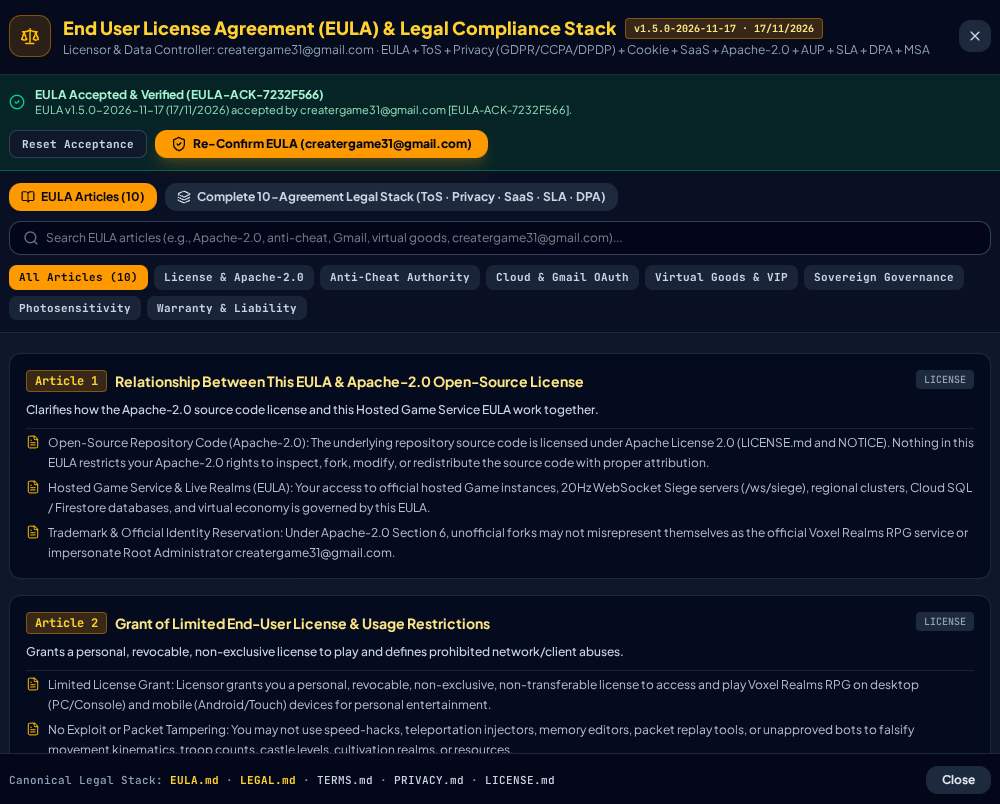 End User License Agreement (EULA) & Legal Compliance Stack
v1.5.0-2026-11-17 · 17/11/2026
Licensor & Data Controller: creatergame31@gmail.com · EULA + ToS + Privacy (GDPR/CCPA/DPDP) + Cookie + SaaS + Apache-2.0 + AUP + SLA + DPA + MSA
EULA Accepted & Verified (EULA-ACK-7232F566)
EULA v1.5.0-2026-11-17 (17/11/2026) accepted by creatergame31@gmail.com [EULA-ACK-7232F566].
Reset Acceptance
Re-Confirm EULA (creatergame31@gmail.com)
EULA Articles (10)
Complete 10-Agreement Legal Stack (ToS · Privacy · SaaS · SLA · DPA)
Search EULA articles (e.g., Apache-2.0, anti-cheat, Gmail, virtual goods, creatergame31@gmail.com)...
All Articles (10)
License & Apache-2.0
Anti-Cheat Authority
Cloud & Gmail OAuth
Virtual Goods & VIP
Sovereign Governance
Photosensitivity
Warranty & Liability
Article 1
Relationship Between This EULA & Apache-2.0 Open-Source License
LICENSE
Clarifies how the Apache-2.0 source code license and this Hosted Game Service EULA work together.
Open-Source Repository Code (Apache-2.0): The underlying repository source code is licensed under Apache License 2.0 (LICENSE.md and NOTICE). Nothing in this
EULA restricts your Apache-2.0 rights to inspect, fork, modify, or redistribute the source code with proper attribution.
Hosted Game Service & Live Realms (EULA): Your access to official hosted Game instances, 20Hz WebSocket Siege servers (/ws/siege), regional clusters, Cloud SQL
/ Firestore databases, and virtual economy is governed by this EULA.
Trademark & Official Identity Reservation: Under Apache-2.0 Section 6, unofficial forks may not misrepresent themselves as the official Voxel Realms RPG service or
impersonate Root Administrator creatergame31@gmail.com.
Article 2
Grant of Limited End-User License & Usage Restrictions
LICENSE
Grants a personal, revocable, non-exclusive license to play and defines prohibited network/client abuses.
Limited License Grant: Licensor grants you a personal, revocable, non-exclusive, non-transferable license to access and play Voxel Realms RPG on desktop
(PC/Console) and mobile (Android/Touch) devices for personal entertainment.
No Exploit or Packet Tampering: You may not use speed-hacks, teleportation injectors, memory editors, packet replay tools, or unapproved bots to falsify
movement kinematics, troop counts, castle levels, cultivation realms, or resources.
Canonical Legal Stack: EULA.md · LEGAL.md · TERMS.md · PRIVACY.md · LICENSE.md
Close